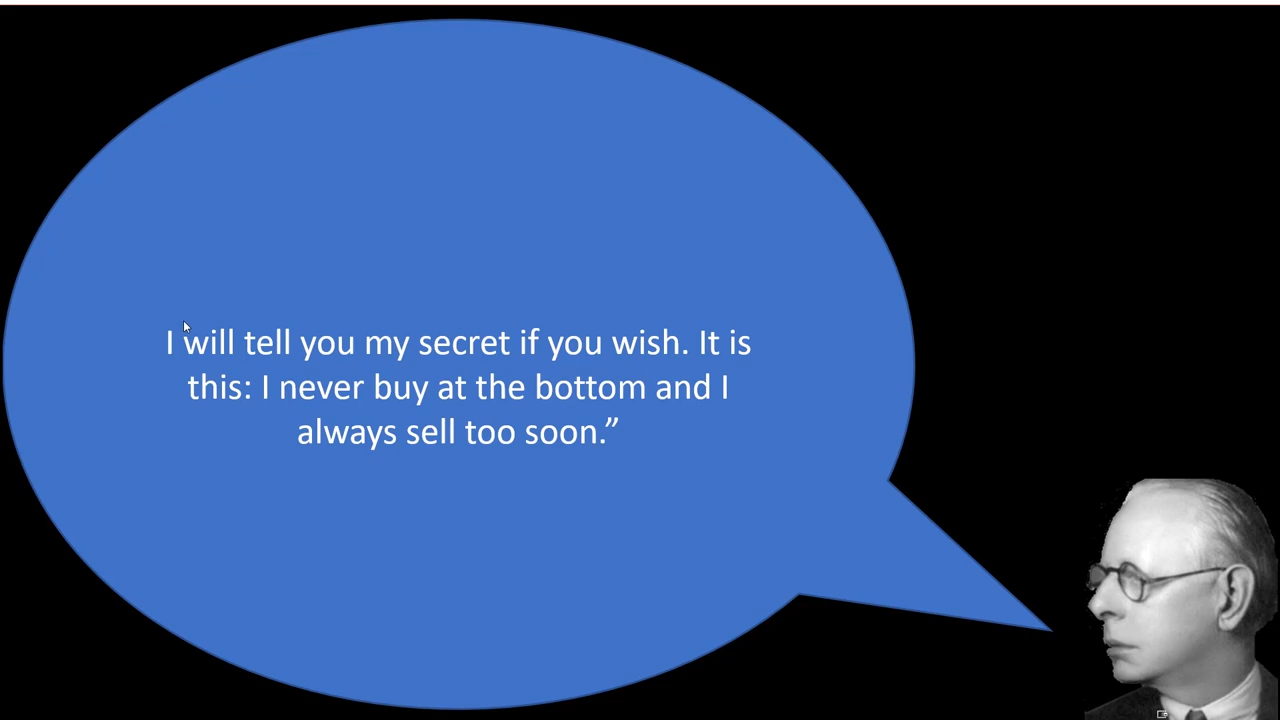 I will tell you my secret if you wish. It is
this: I never buy at the bottom and I
always sell too soon.”